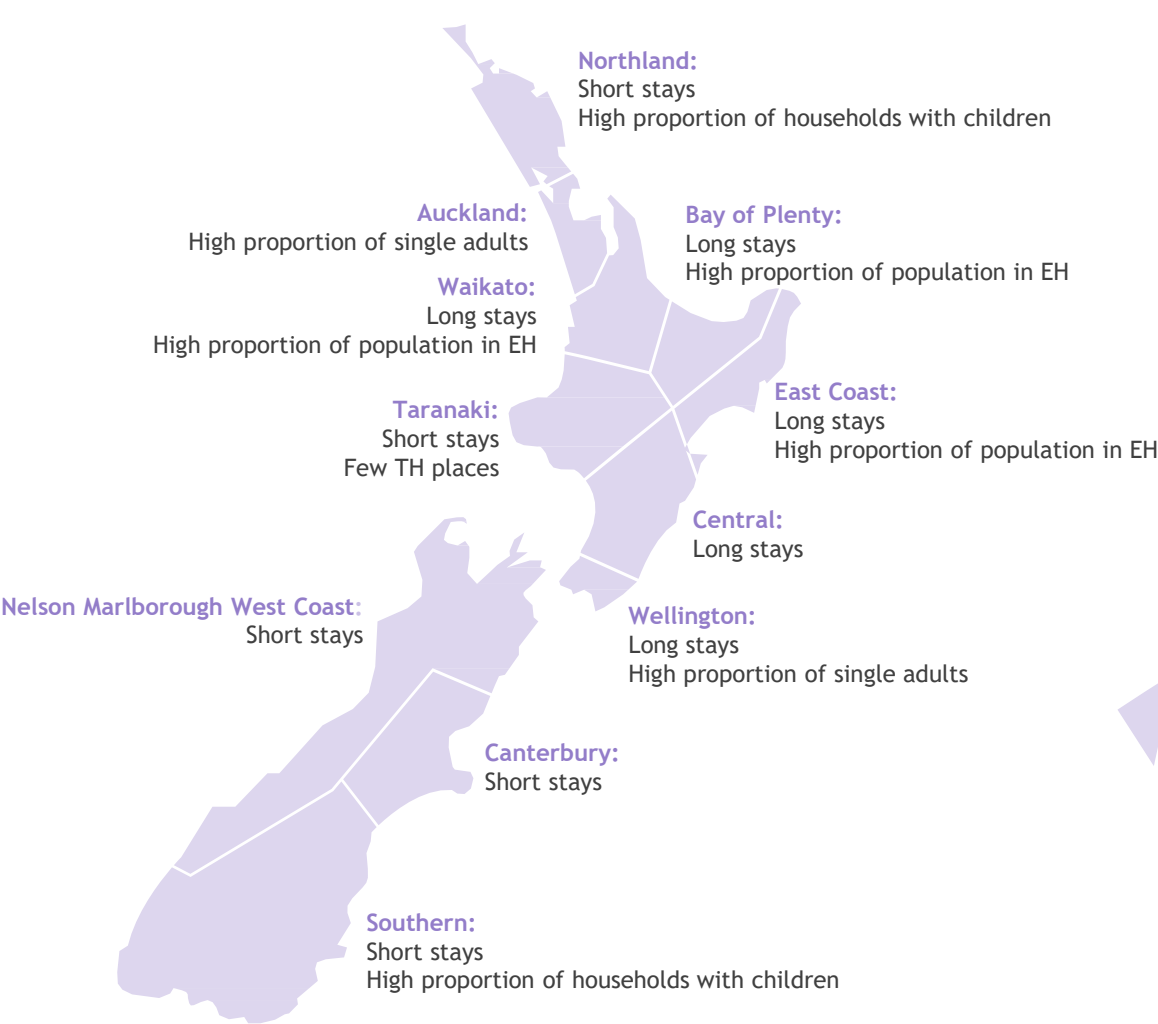 Northland:
Short stays
High proportion of households with children
Auckland:
High proportion of single adults
Bay of Plenty:
Long stays
High proportion of population in EH
Waikato:
Long stays
High proportion of population in EH
East Coast:
Long stays
High proportion of population in EH
Taranaki:
Short stays
Few TH places
Central:
Long stays
Nelson Marlborough West Coast:
Short stays
Wellington:
Long stays
High proportion of single adults
Canterbury:
Short stays
Southern:
Short stays
High proportion of households with children